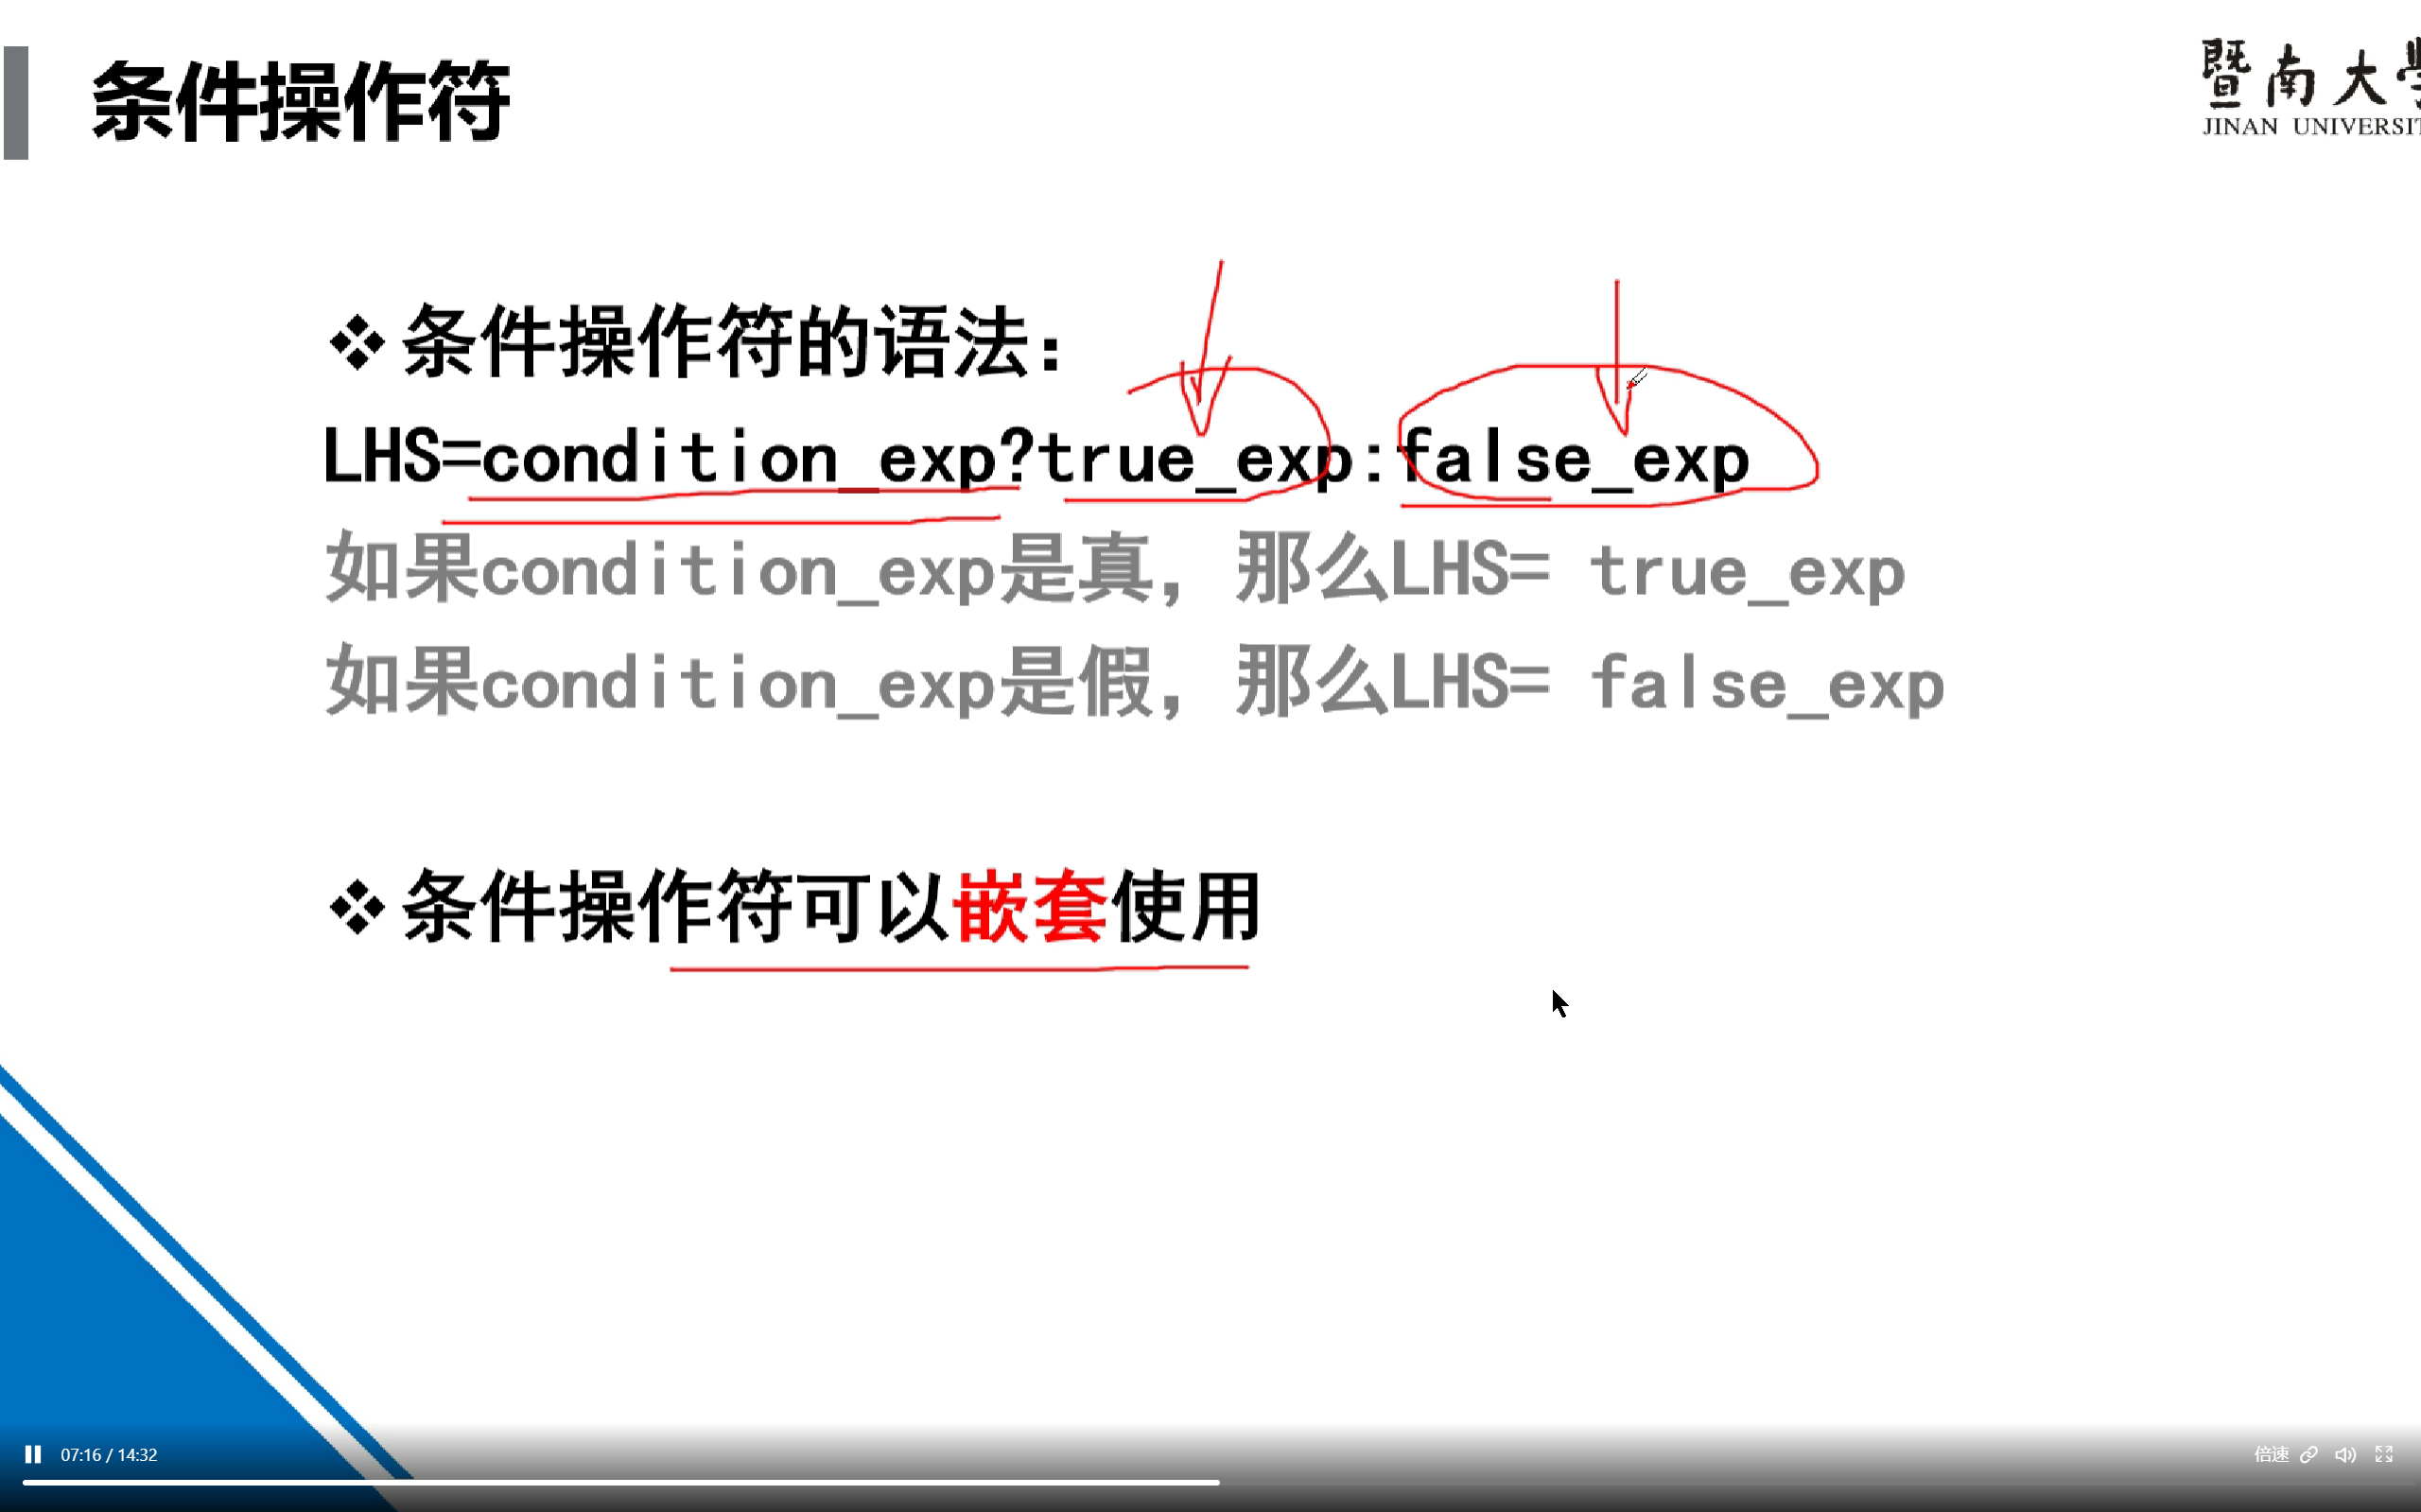 条件操作符
暨南大學
JINAN UNIVERSIT
❖条件操作符的语法：
LHS=condition_exp?true_exp:false_exp
如果condition_exp是真，那么LHS= true_exp
如果condition_exp是假，那么LHS= false_exp
❖条件操作符可以嵌套使用
07:16 / 14:32
倍速